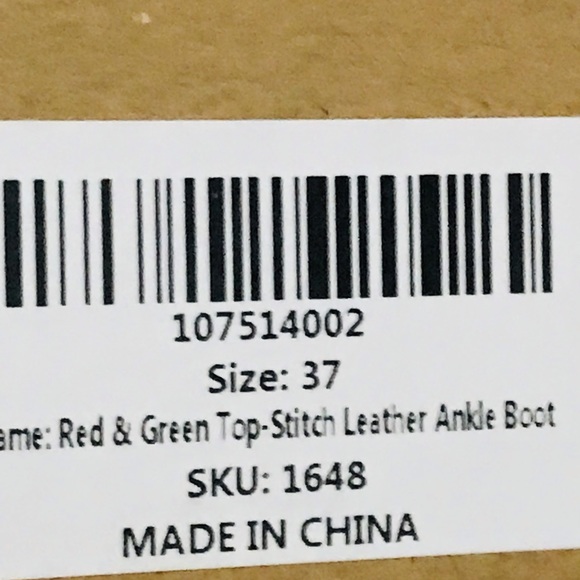 107514002
Size: 37
ame: Red & Green Top-Stitch Leather Ankle Boot
SKU: 1648
MADE IN CHINA